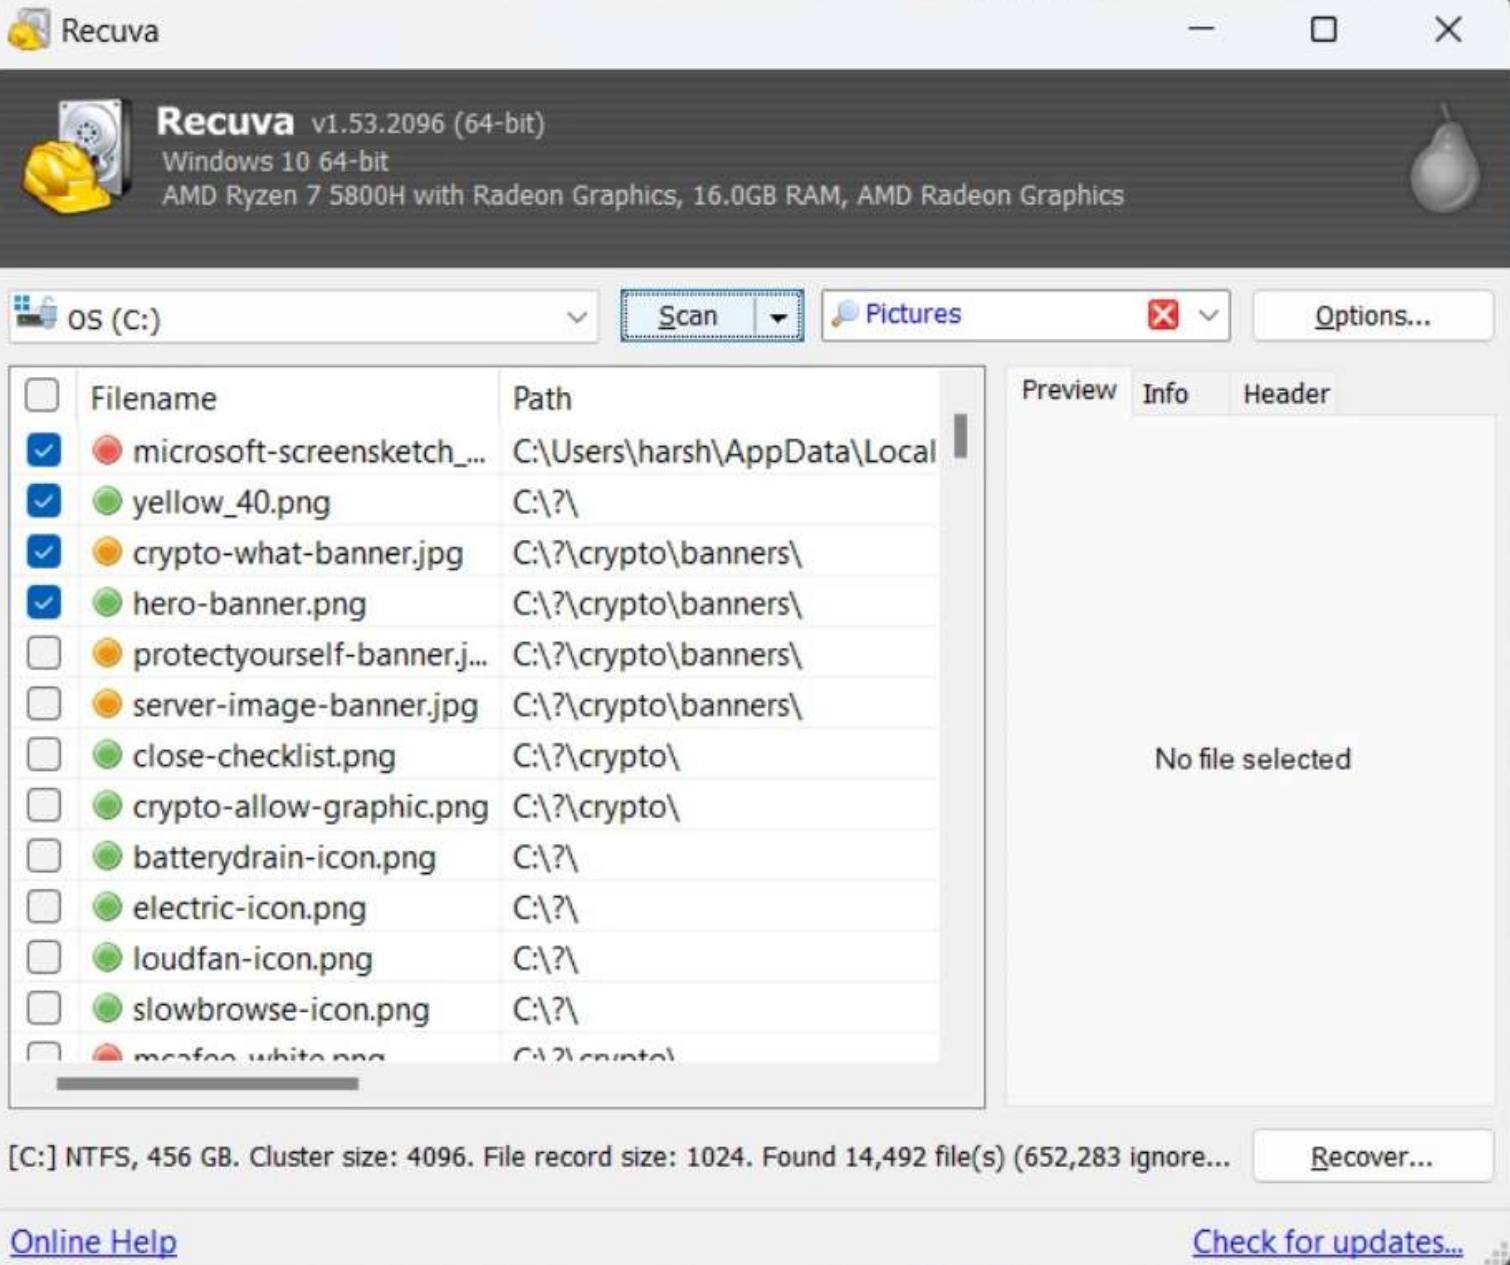 Recuva
Recuva v1.53.2096 (64-bit)
Windows 10 64-bit
AMD Ryzen 7 5800H with Radeon Graphics, 16.0GB RAM, AMD Radeon Graphics
OS (C:)
Scan
Pictures
Options...
Filename Path
Preview Info Header
microsoft-screensketch_... C:\Users\harsh\AppData\Local
yellow_40.png C:\?\
crypto-what-banner.jpg C:\?\crypto\banners\
hero-banner.png C:\?\crypto\banners\
protectyourself-banner.j... C:\?\crypto\banners\
server-image-banner.jpg C:\?\crypto\banners\
close-checklist.png C:\?\crypto\
crypto-allow-graphic.png C:\?\crypto\
batterydrain-icon.png C:\?\
electric-icon.png C:\?\
loudfan-icon.png C:\?\
slowbrowse-icon.png C:\?\
mcafee-white.png C:\?\crypto\
No file selected
[C:] NTFS, 456 GB. Cluster size: 4096. File record size: 1024. Found 14,492 file(s) (652,283 ignore...
Recover...
Online Help
Check for updates...